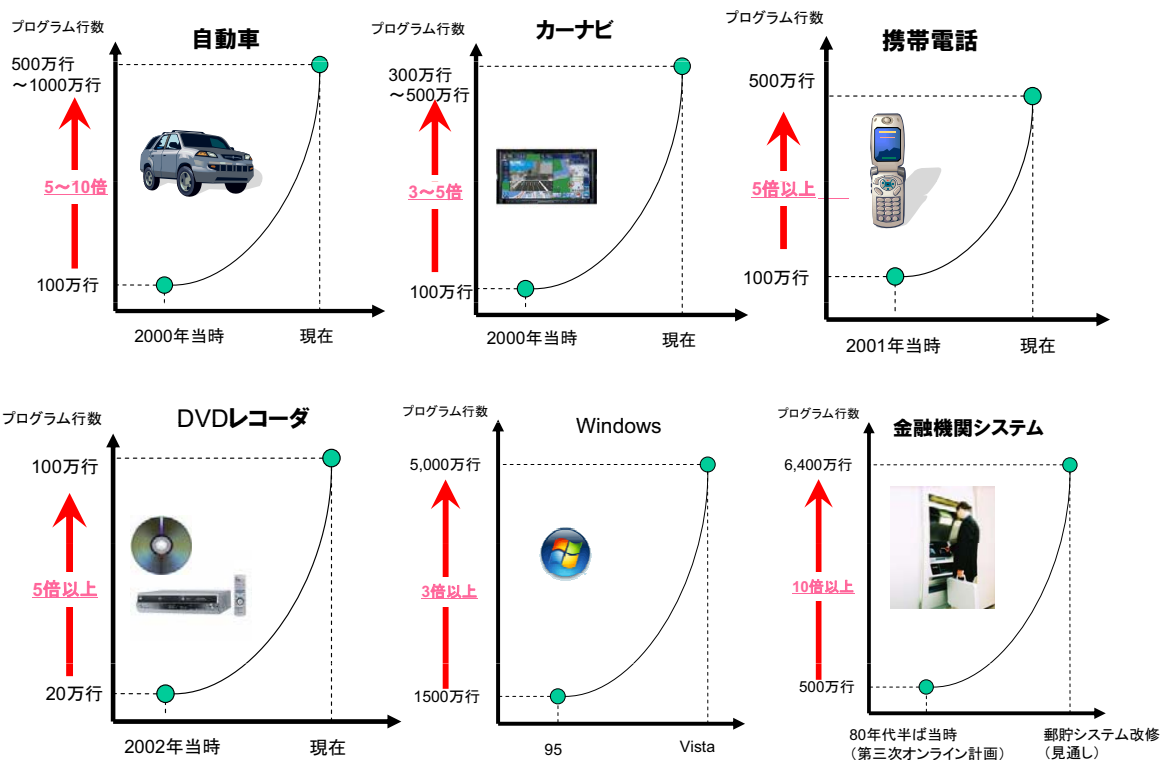 プログラム行数
自動車
500万行
～1000万行
5～10倍
100万行
2000年当時
現在
プログラム行数
カーナビ
300万行
～500万行
3～5倍
100万行
2000年当時
現在
プログラム行数
携帯電話
500万行
5倍以上
100万行
2001年当時
現在
プログラム行数
DVDレコーダ
100万行
5倍以上
20万行
2002年当時
現在
プログラム行数
Windows
5,000万行
3倍以上
1500万行
95
Vista
プログラム行数
金融機関システム
6,400万行
10倍以上
500万行
80年代半ば当時
（第三次オンライン計画）
郵貯システム改修
（見通し）